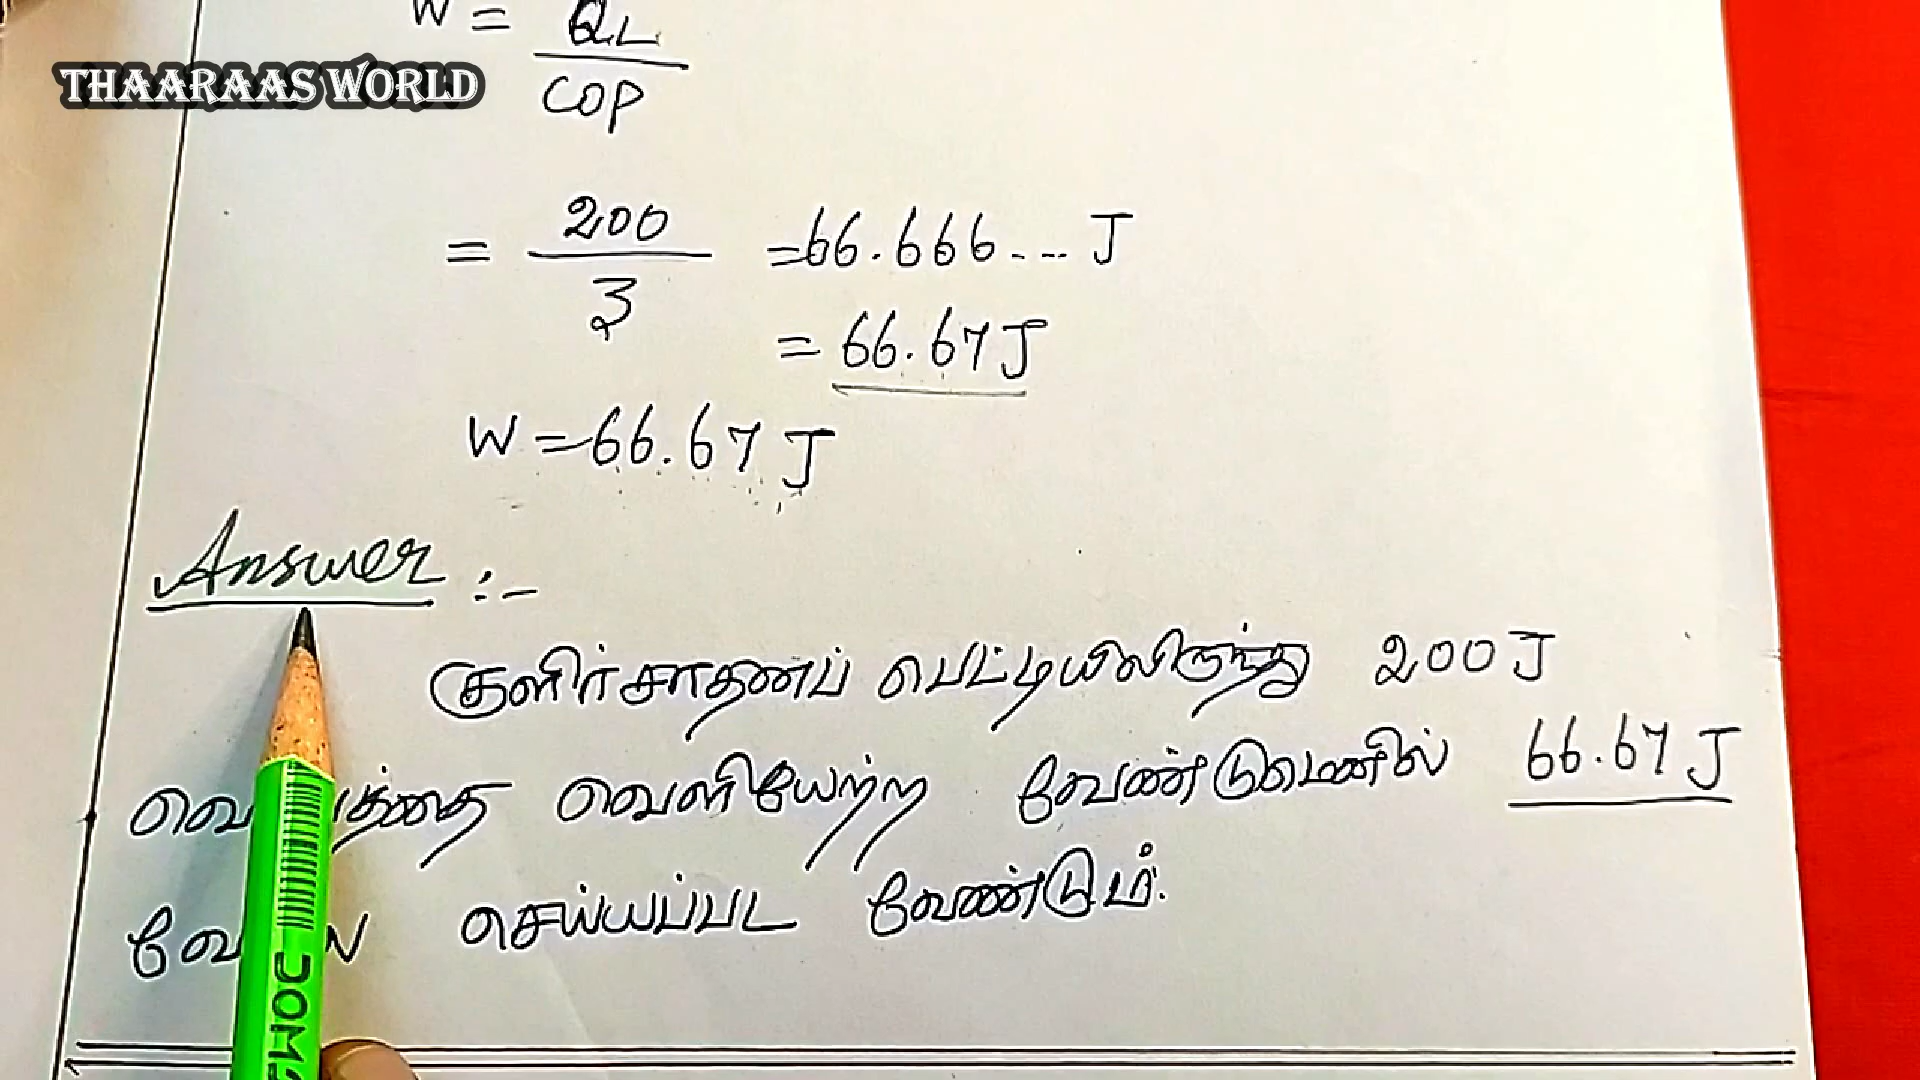 W = QL
THAARAAS WORLD
COP
= 200 = 66.666... J
3
= 66.67 J
W = 66.67 J
Answer :-
குளிர்சாதனப் பெட்டியிலிருந்து 200 J
வெளியேற்ற வேண்டுமெனில் 66.67 J
செய்யப்பட வேண்டும்.